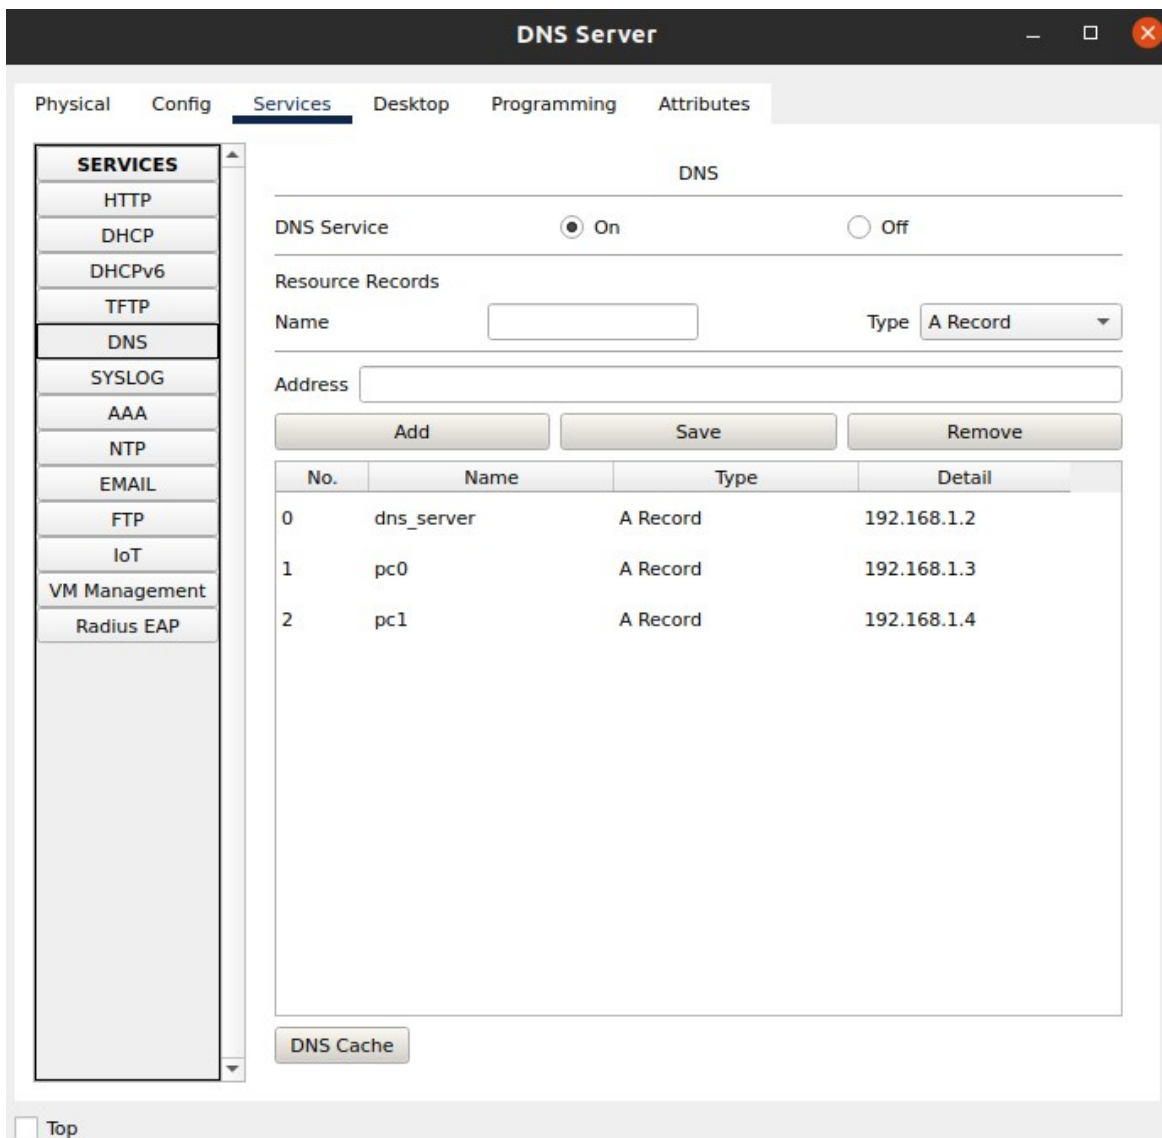 DNS Server
Physical Config Services Desktop Programming Attributes
SERVICES
HTTP
DHCP
DHCPv6
TFTP
DNS
SYSLOG
AAA
NTP
EMAIL
FTP
IoT
VM Management
Radius EAP
DNS
DNS Service On Off
Resource Records
Name Type A Record
Address
Add Save Remove
No. Name Type Detail
0 dns_server A Record 192.168.1.2
1 pc0 A Record 192.168.1.3
2 pc1 A Record 192.168.1.4
DNS Cache
Top